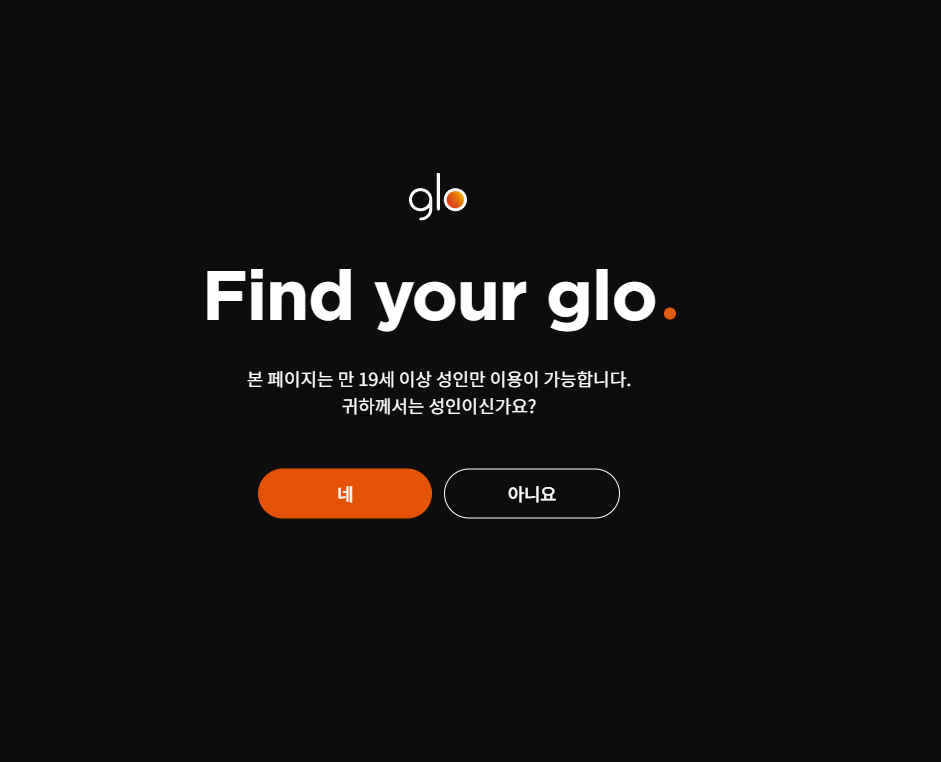 glo
Find your glo.
본 페이지는 만 19세 이상 성인만 이용이 가능합니다.
귀하께서는 성인이신가요?
네
아니요